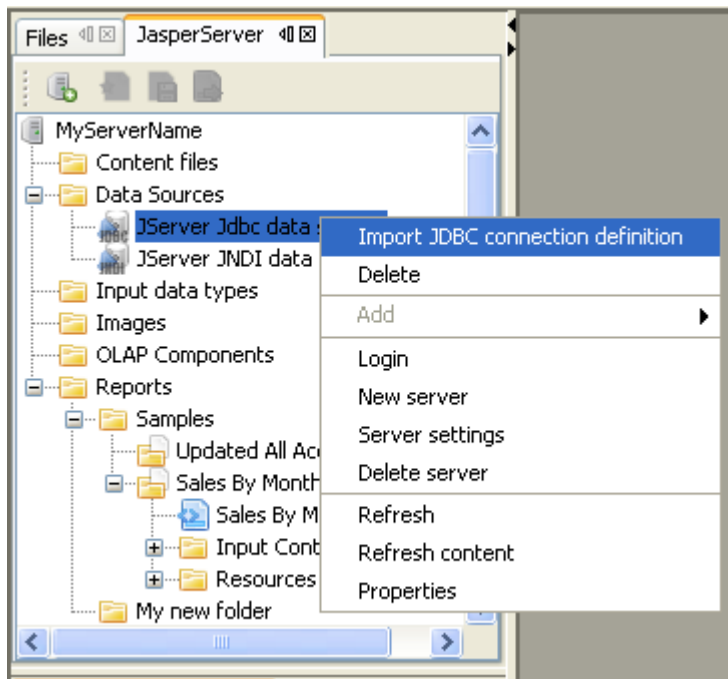 Files JasperServer
MyServerName
Content files
Data Sources
JServer Jdbc data
JServer JNDI data
Input data types
Images
OLAP Components
Reports
Samples
Updated All
Sales By Month
Sales By
Input
Resources
My new folder
Import JDBC connection definition
Delete
Add
Login
New server
Server settings
Delete server
Refresh
Refresh content
Properties